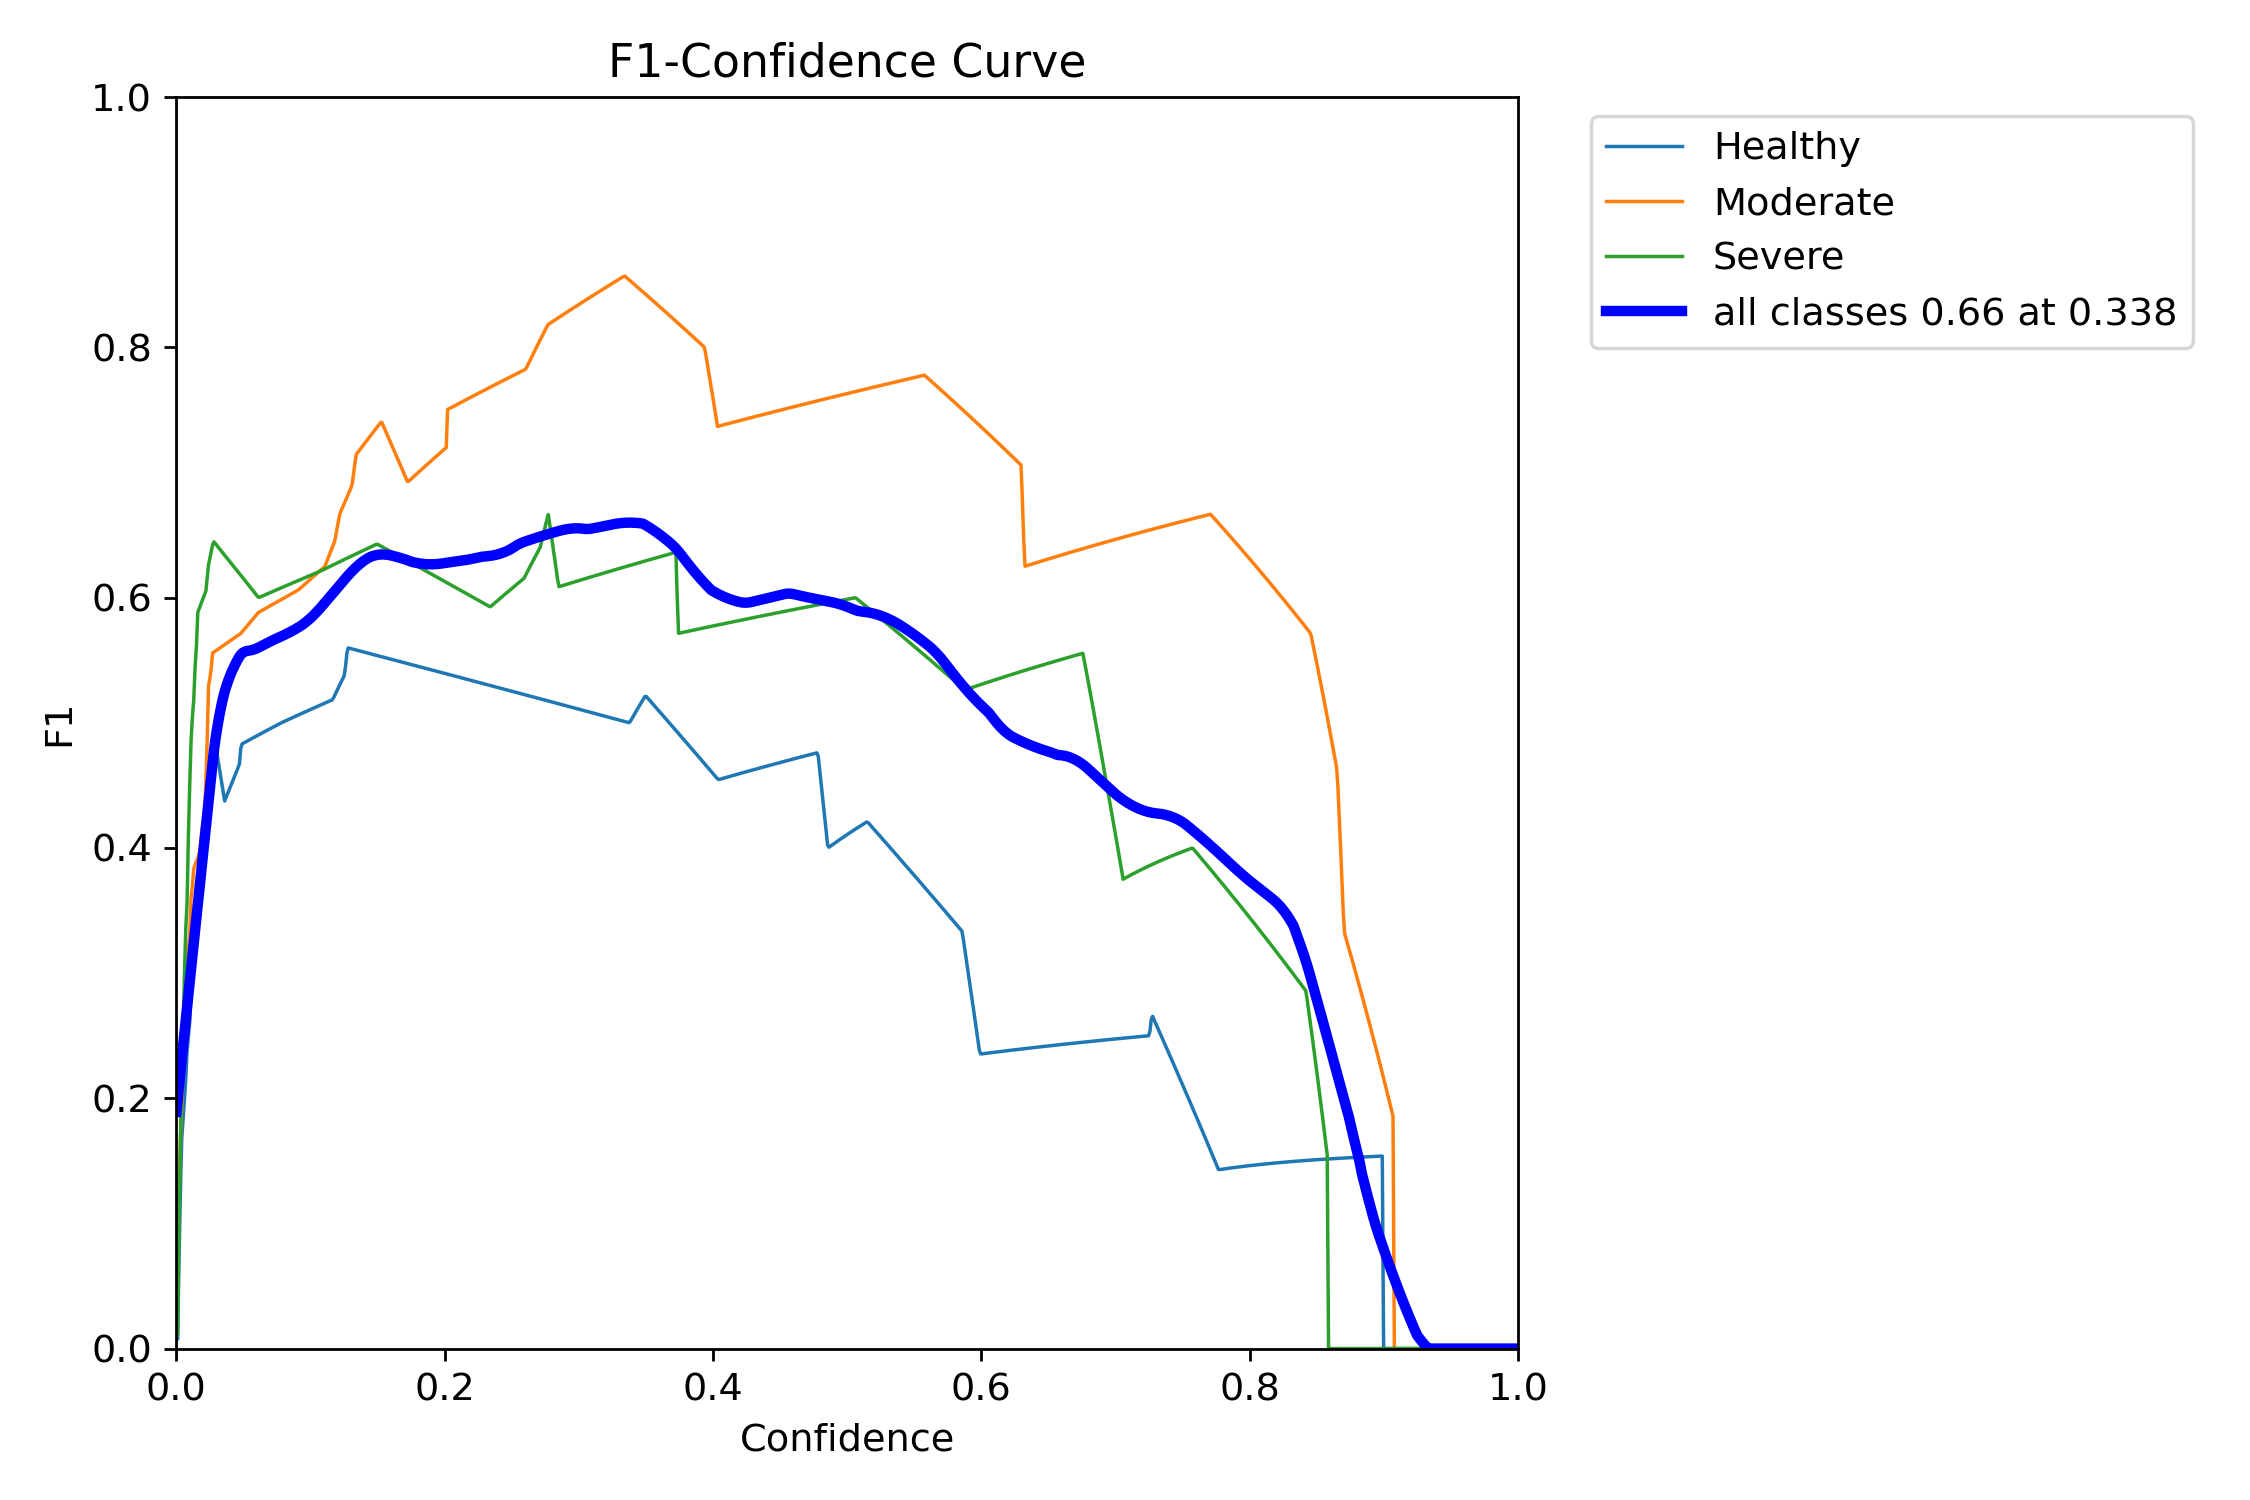 F1-Confidence Curve
1.0
0.8
0.6
0.4
0.2
0.0
F1
0.0 0.2 0.4 0.6 0.8 1.0
Confidence
Healthy
Moderate
Severe
all classes 0.66 at 0.338